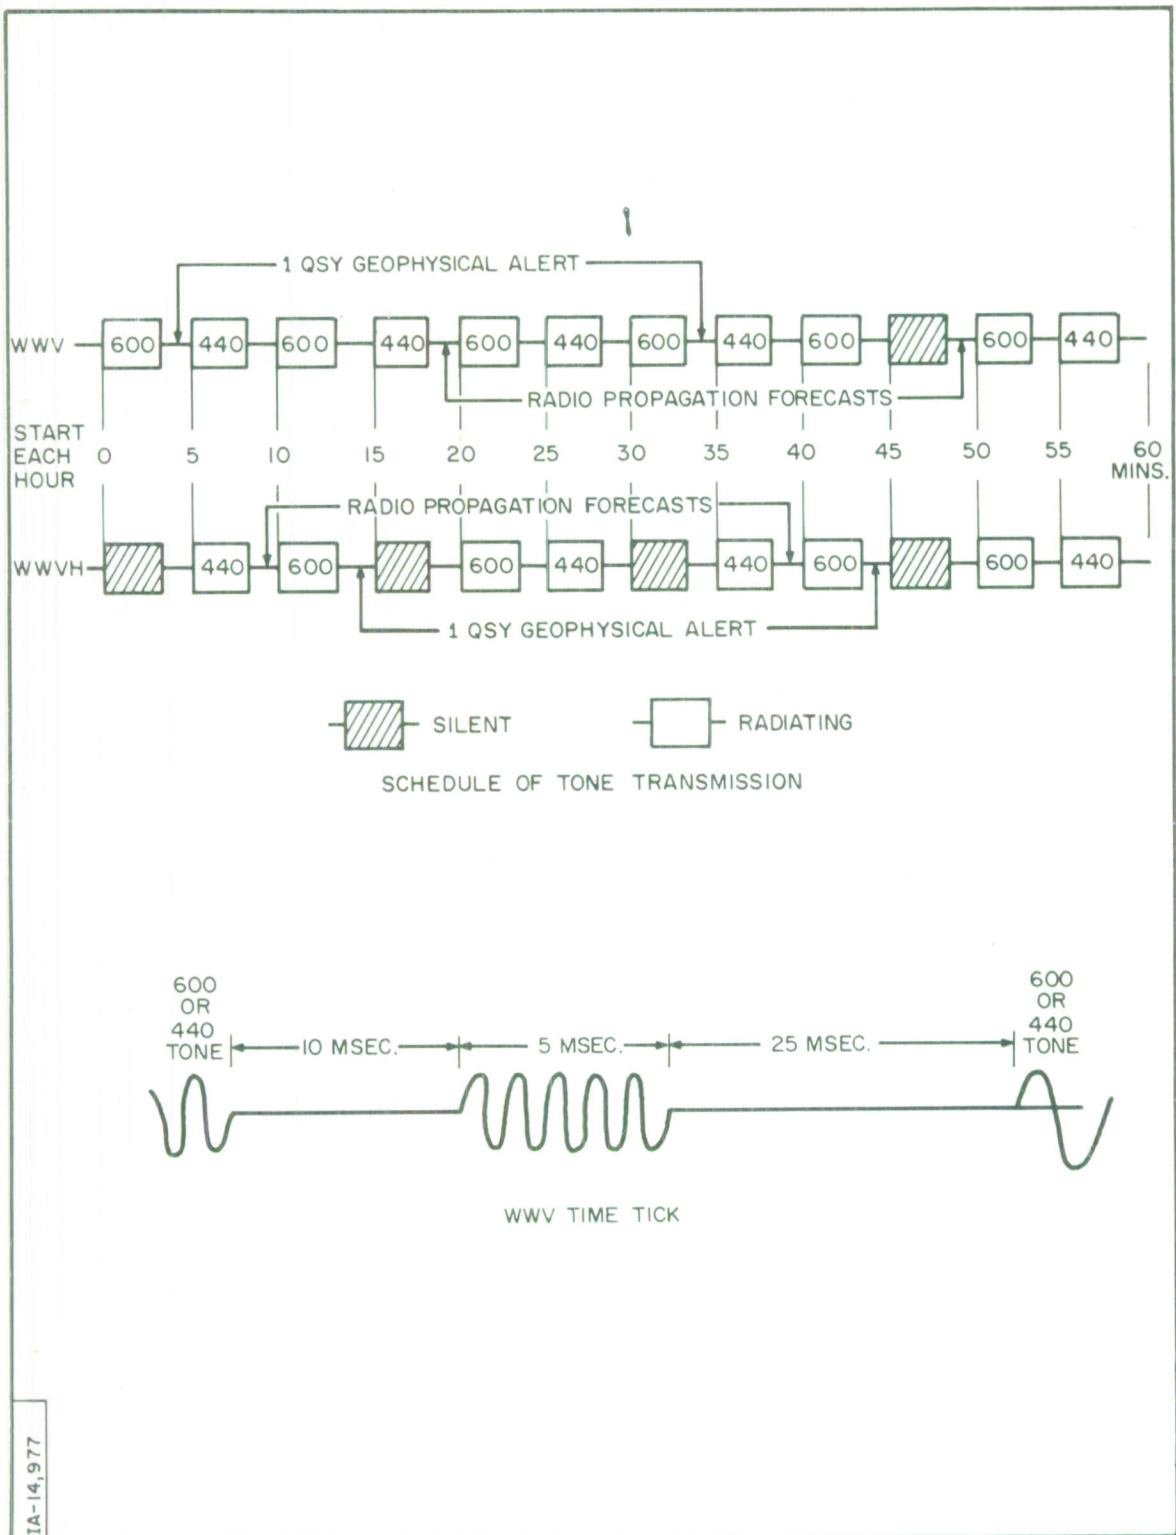 1 QSY GEOPHYSICAL ALERT
WWV 600 440 600 440 600 440 600 440 600 600 440
RADIO PROPAGATION FORECASTS
START
EACH
HOUR
0 5 10 15 20 25 30 35 40 45 50 55 60
MINS.
RADIO PROPAGATION FORECASTS
WWVH 440 600 600 440 440 600 600 440
1 QSY GEOPHYSICAL ALERT
SILENT RADIATING
SCHEDULE OF TONE TRANSMISSION
600
OR
440
TONE
10 MSEC. 5 MSEC. 25 MSEC.
600
OR
440
TONE
WWV TIME TICK
IA-14,977